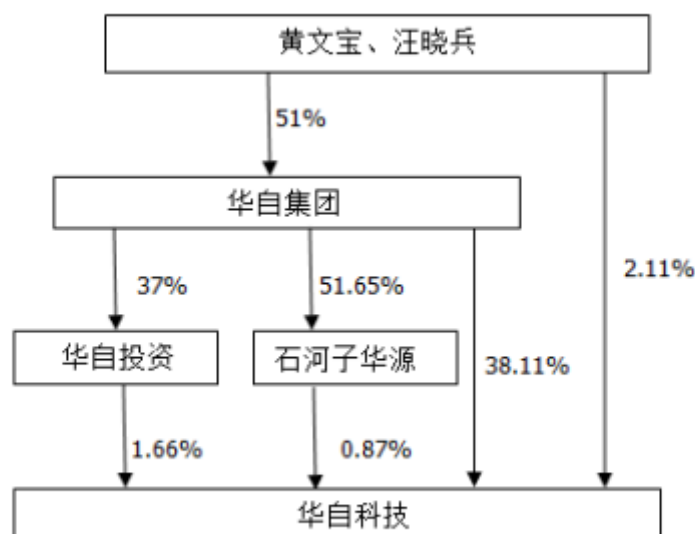 黄文宝、汪晓兵
51%
华自集团
2.11%
37%
51.65%
华自投资
石河子华源
38.11%
1.66%
0.87%
华自科技